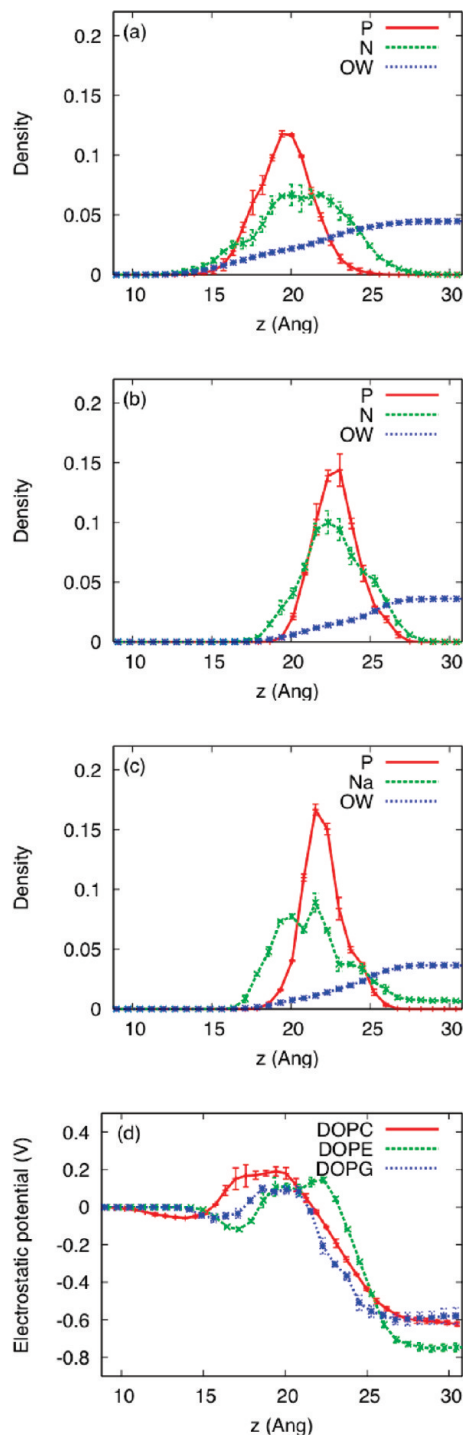 (a)
P
N
OW
0.2
0.15
0.1
0.05
0
Density
10 15 20 25 30
z (Ang)
(b)
P
N
OW
0.2
0.15
0.1
0.05
0
Density
10 15 20 25 30
z (Ang)
(c)
P
Na
OW
0.2
0.15
0.1
0.05
0
Density
10 15 20 25 30
z (Ang)
(d)
DOPC
DOPE
DOPG
0.4
0.2
0
-0.2
-0.4
-0.6
-0.8
Electrostatic potential (V)
10 15 20 25 30
z (Ang)